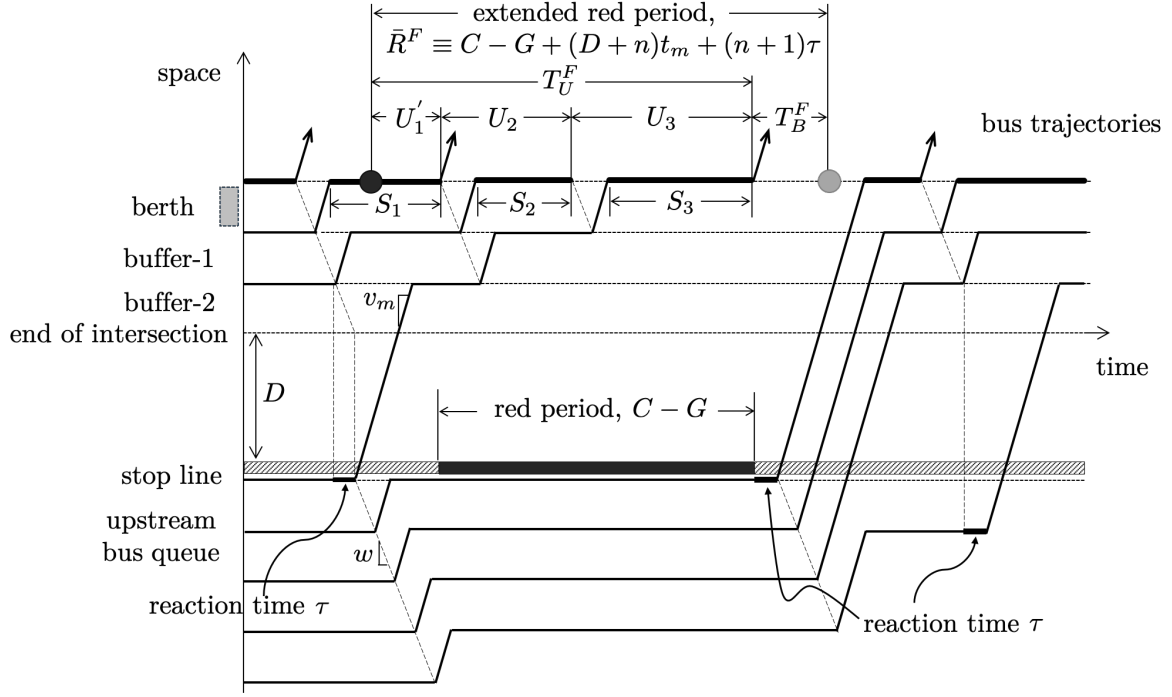 extended red period,
R̄^F ≡ C − G + (D + n)t_m + (n + 1)τ
space
T_U^F
U_1^' U_2 U_3 T_B^F
bus trajectories
berth
S_1 S_2 S_3
buffer-1
buffer-2
v_m
end of intersection
time
D
red period, C − G
stop line
upstream
bus queue
w
reaction time τ
reaction time τ